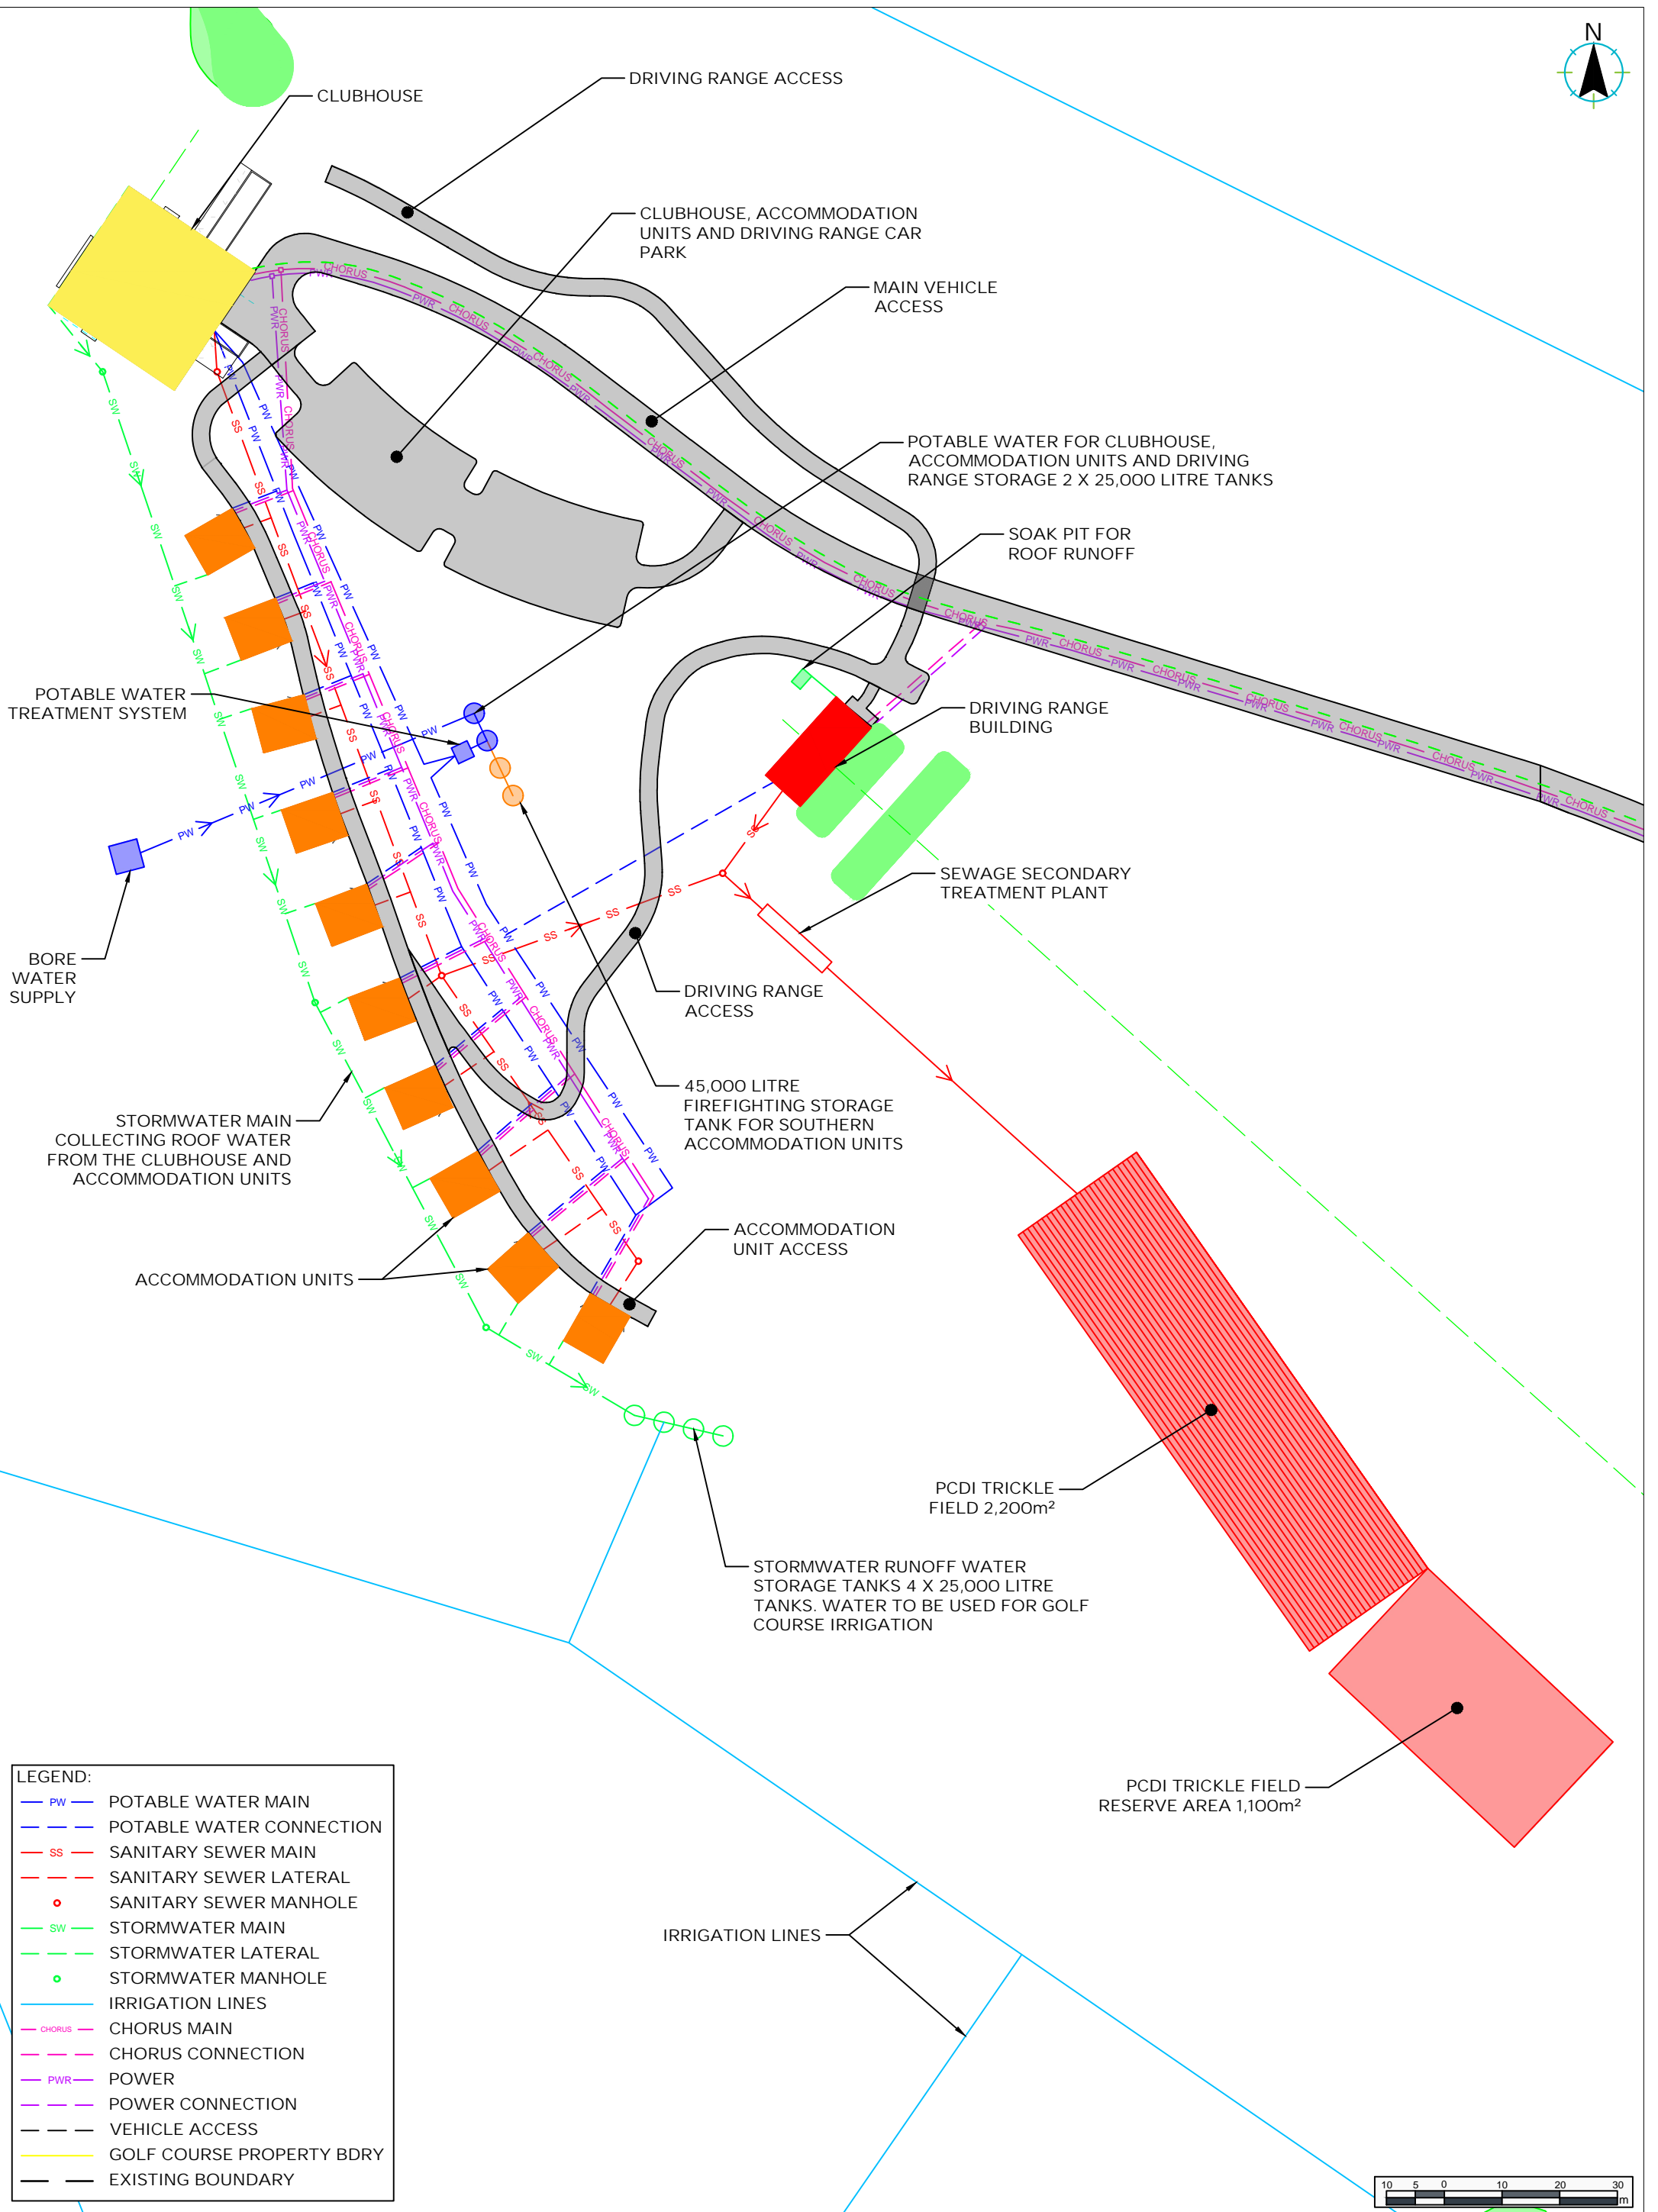 N
DRIVING RANGE ACCESS
CLUBHOUSE
CLUBHOUSE, ACCOMMODATION
UNITS AND DRIVING RANGE CAR
PARK
MAIN VEHICLE
ACCESS
POTABLE WATER FOR CLUBHOUSE,
ACCOMMODATION UNITS AND DRIVING
RANGE STORAGE 2 X 25,000 LITRE TANKS
SOAK PIT FOR
ROOF RUNOFF
POTABLE WATER
TREATMENT SYSTEM
DRIVING RANGE
BUILDING
SEWAGE SECONDARY
TREATMENT PLANT
BORE
WATER
SUPPLY
DRIVING RANGE
ACCESS
45,000 LITRE
FIREFIGHTING STORAGE
TANK FOR SOUTHERN
ACCOMMODATION UNITS
STORMWATER MAIN
COLLECTING ROOF WATER
FROM THE CLUBHOUSE AND
ACCOMMODATION UNITS
ACCOMMODATION
UNIT ACCESS
ACCOMMODATION UNITS
PCDI TRICKLE
FIELD 2,200m²
STORMWATER RUNOFF WATER
STORAGE TANKS 4 X 25,000 LITRE
TANKS. WATER TO BE USED FOR GOLF
COURSE IRRIGATION
PCDI TRICKLE FIELD
RESERVE AREA 1,100m²
IRRIGATION LINES
LEGEND:
PW POTABLE WATER MAIN
POTABLE WATER CONNECTION
SS SANITARY SEWER MAIN
SANITARY SEWER LATERAL
SANITARY SEWER MANHOLE
SW STORMWATER MAIN
STORMWATER LATERAL
STORMWATER MANHOLE
IRRIGATION LINES
CHORUS CHORUS MAIN
CHORUS CONNECTION
PWR POWER
POWER CONNECTION
VEHICLE ACCESS
GOLF COURSE PROPERTY BDRY
EXISTING BOUNDARY
10 5 0 10 20 30
m